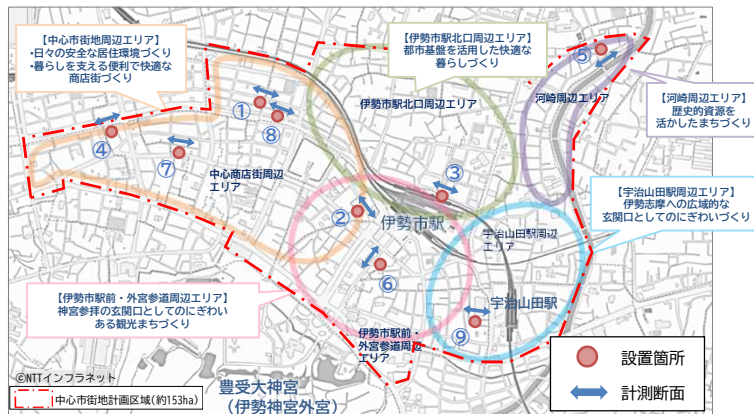 【中心市街地周辺エリア】
・日々の安全な居住環境づくり
・暮らしを支える便利で快適な
商店街づくり
【伊勢市駅北口周辺エリア】
都市基盤を活用した快適な
暮らしづくり
⑤
伊勢市駅北口周辺エリア
河崎周辺エリア
【河崎周辺エリア】
歴史的資源を
活かしたまちづくり
①
⑧
④
⑦
中心商店街周辺
エリア
③
②
伊勢市駅
【宇治山田駅周辺エリア】
伊勢志摩への広域的な
玄関口としてのにぎわいづくり
宇治山田駅周辺
エリア
⑥
宇治山田駅
⑨
【伊勢市駅前・外宮参道周辺エリア】
神宮参拝の玄関口としてのにぎわい
ある観光まちづくり
伊勢市駅前・
外宮参道周辺
エリア
©NTTインフラネット
中心市街地計画区域(約153ha)
豊受大神宮
(伊勢神宮外宮)
設置箇所
計測断面